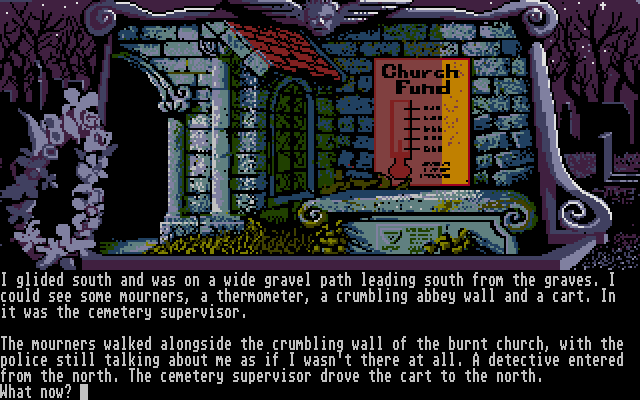 Church
Fund
I glided south and was on a wide gravel path leading south from the graves. I
could see some mourners, a thermometer, a crumbling abbey wall and a cart. In
it was the cemetery supervisor.
The mourners walked alongside the crumbling wall of the burnt church, with the
police still talking about me as if I wasn't there at all. A detective entered
from the north. The cemetery supervisor drove the cart to the north.
What now?